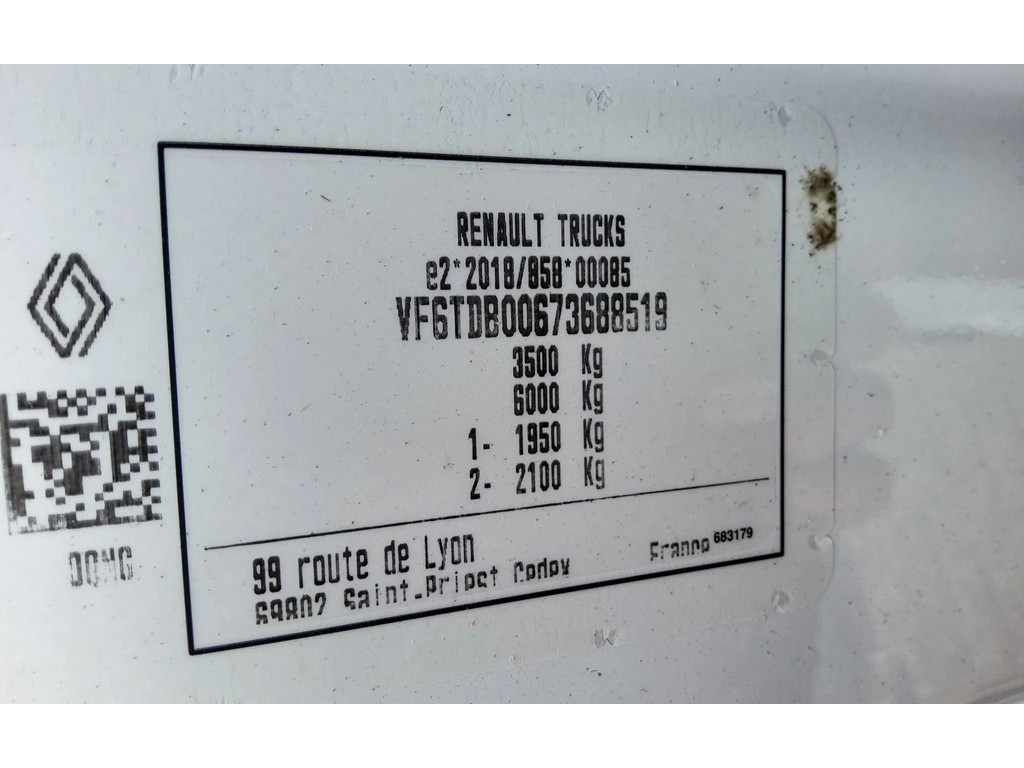 RENAULT TRUCKS
e2*2018/858*00085
VF6TDB00673688519
3500 Kg
6000 Kg
1- 1950 Kg
2- 2100 Kg
99 route de Lyon
69802 Saint-Priest Cedex France 683179